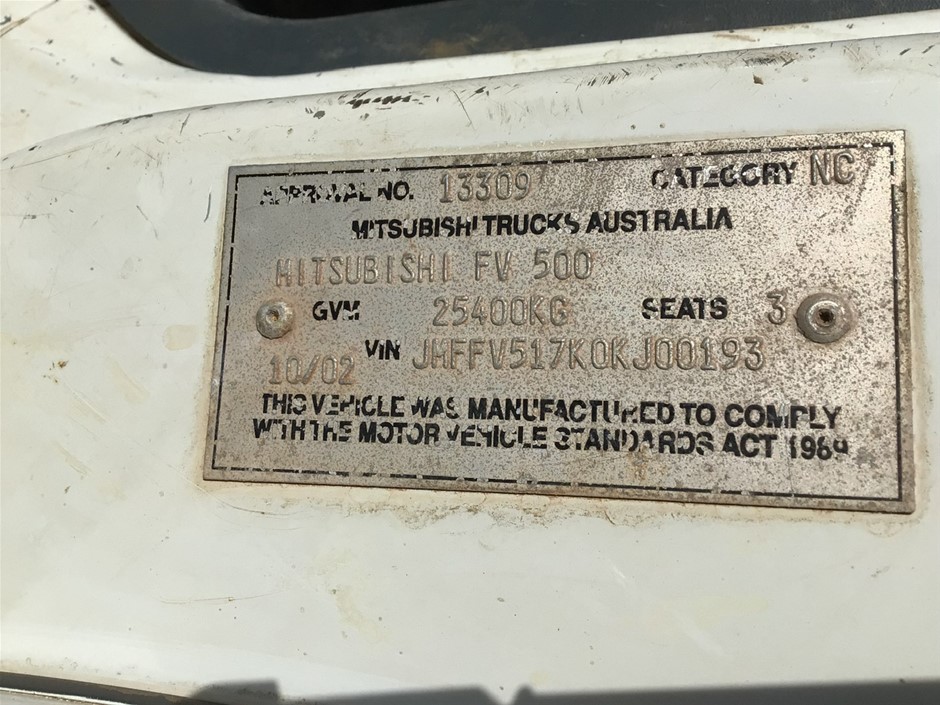 APPROVAL NO. 13309 CATEGORY NC
MITSUBISHI TRUCKS AUSTRALIA
MITSUBISHI FV 500
GVM 25400KG SEATS 3
10/02 VIN JMFFV517K0KJ00193
THIS VEHICLE WAS MANUFACTURED TO COMPLY
WITH THE MOTOR VEHICLE STANDARDS ACT 1989